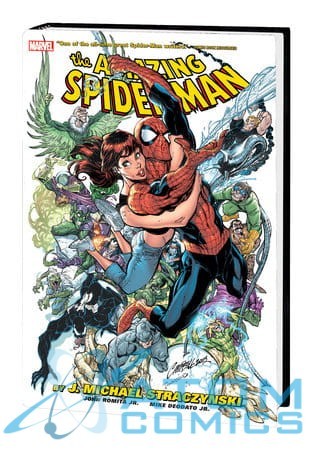 MARVEL
"One of the all-time great Spider-Man writers."
the AMAZING
SPIDER-MAN
BY J. MICHAEL STRACZYNSKI
JOHN ROMITA JR. MIKE DEODATO JR.
ATOM
COMICS